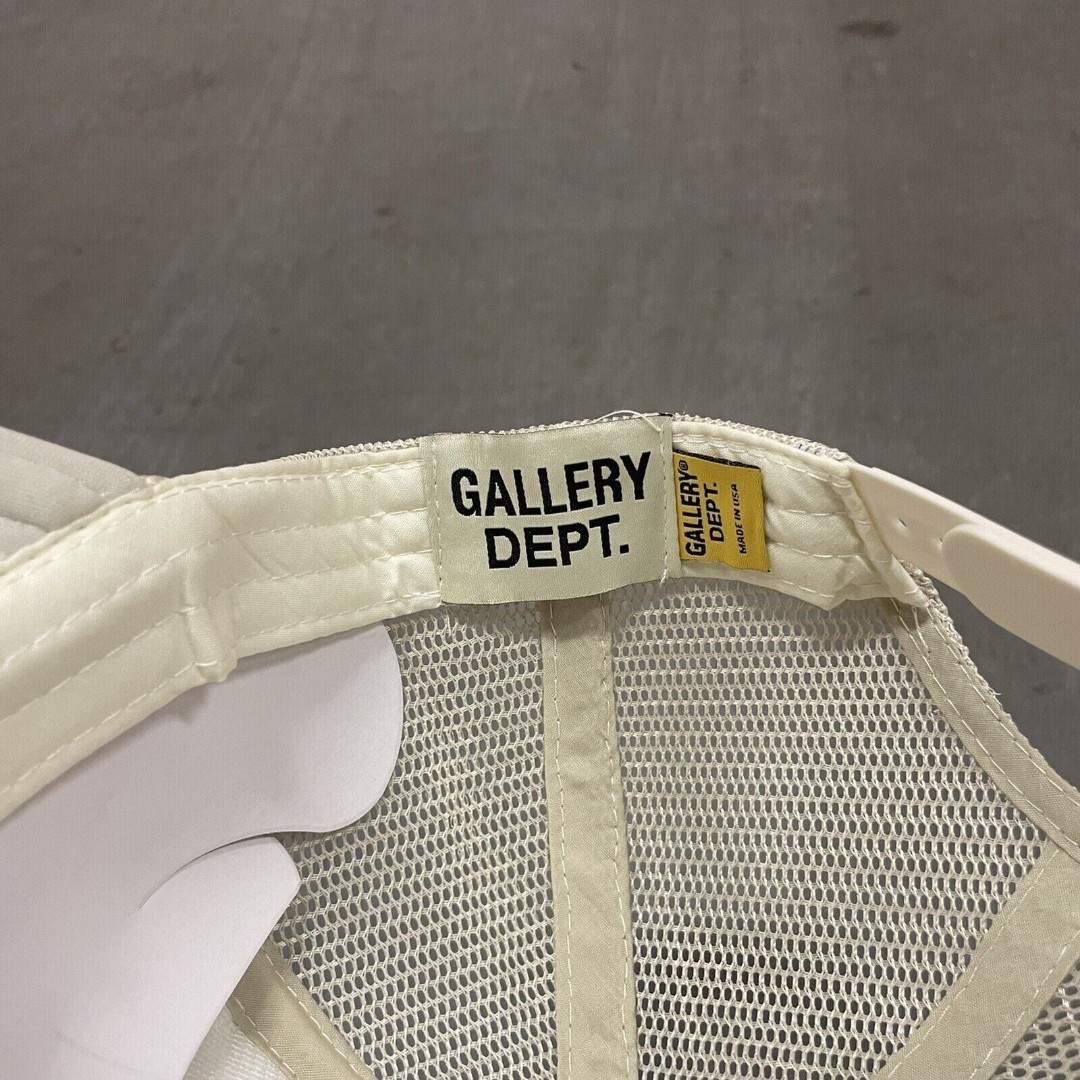 GALLERY
DEPT.
GALLERY®
DEPT.
MADE IN USA